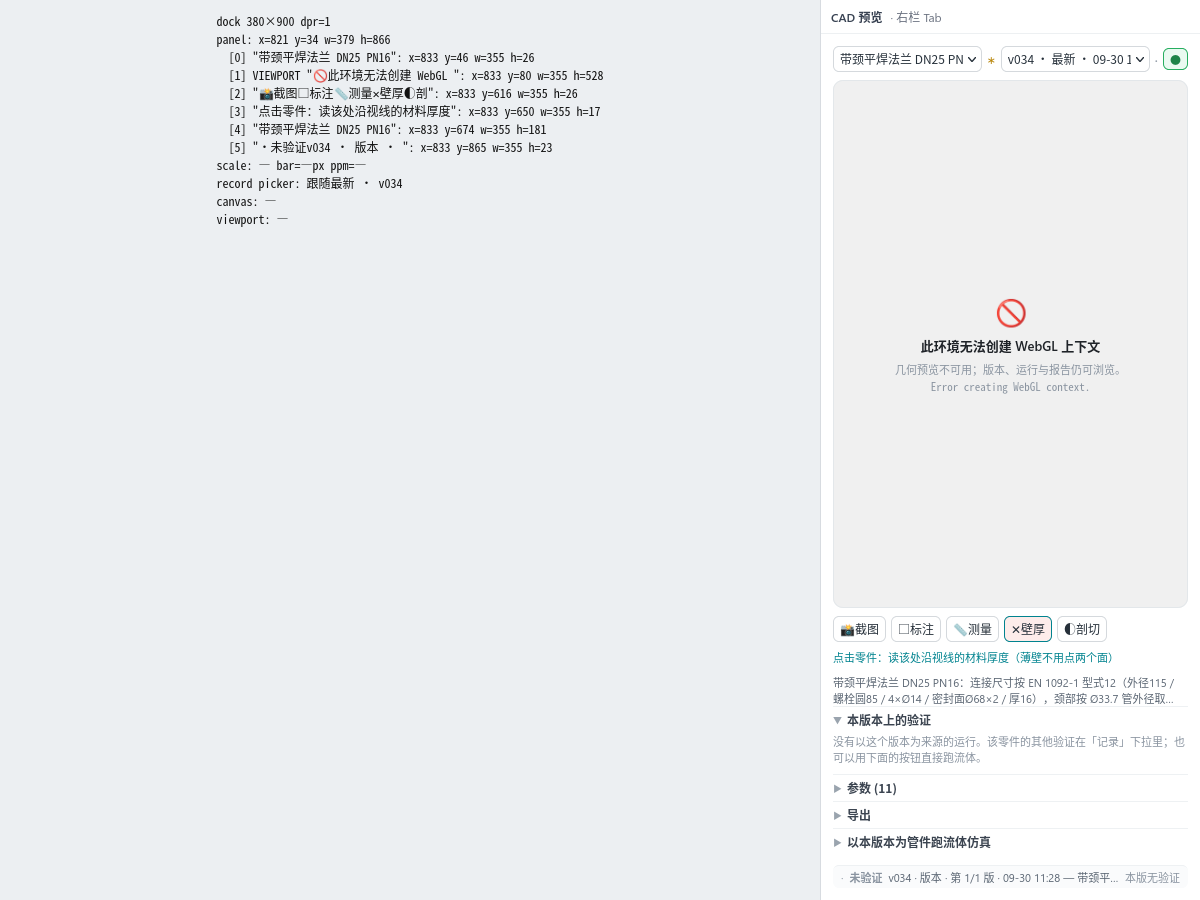 dock 380×900 dpr=1
panel: x=821 y=34 w=379 h=866
[0] "带颈平焊法兰 DN25 PN16": x=833 y=46 w=355 h=26
[1] VIEWPORT "🚫此环境无法创建 WebGL ": x=833 y=80 w=355 h=528
[2] "📸截图☐标注📏测量×壁厚◐剖": x=833 y=616 w=355 h=26
[3] "点击零件：读该处沿视线的材料厚度": x=833 y=650 w=355 h=17
[4] "带颈平焊法兰 DN25 PN16": x=833 y=674 w=355 h=181
[5] "·未验证v034 · 版本 · ": x=833 y=865 w=355 h=23
scale: — bar=—px ppm=—
record picker: 跟随最新 · v034
canvas: —
viewport: —
CAD 预览 · 右栏 Tab
带颈平焊法兰 DN25 PN * v034 · 最新 · 09-30 1 ·
🚫
此环境无法创建 WebGL 上下文
几何预览不可用；版本、运行与报告仍可浏览。
Error creating WebGL context.
📸截图 ☐标注 📏测量 ×壁厚 ◐剖切
点击零件：读该处沿视线的材料厚度（薄壁不用点两个面）
带颈平焊法兰 DN25 PN16：连接尺寸按 EN 1092-1 型式12（外径115 /
螺栓圆85 / 4×Ø14 / 密封面Ø68×2 / 厚16），颈部按 Ø33.7 管外径取…
▼ 本版本上的验证
没有以这个版本为来源的运行。该零件的其他验证在「记录」下拉里；也
可以用下面的按钮直接跑流体。
▶ 参数 (11)
▶ 导出
▶ 以本版本为管件跑流体仿真
· 未验证 v034 · 版本 · 第 1/1 版 · 09-30 11:28 — 带颈平… 本版无验证